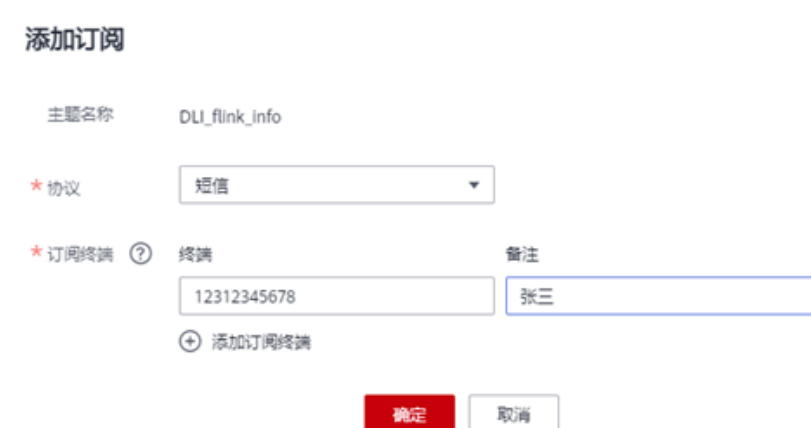 添加订阅
主题名称 DLI_flink_info
* 协议 短信
* 订阅终端 ? 终端 备注
12312345678 张三
添加订阅终端
确定 取消